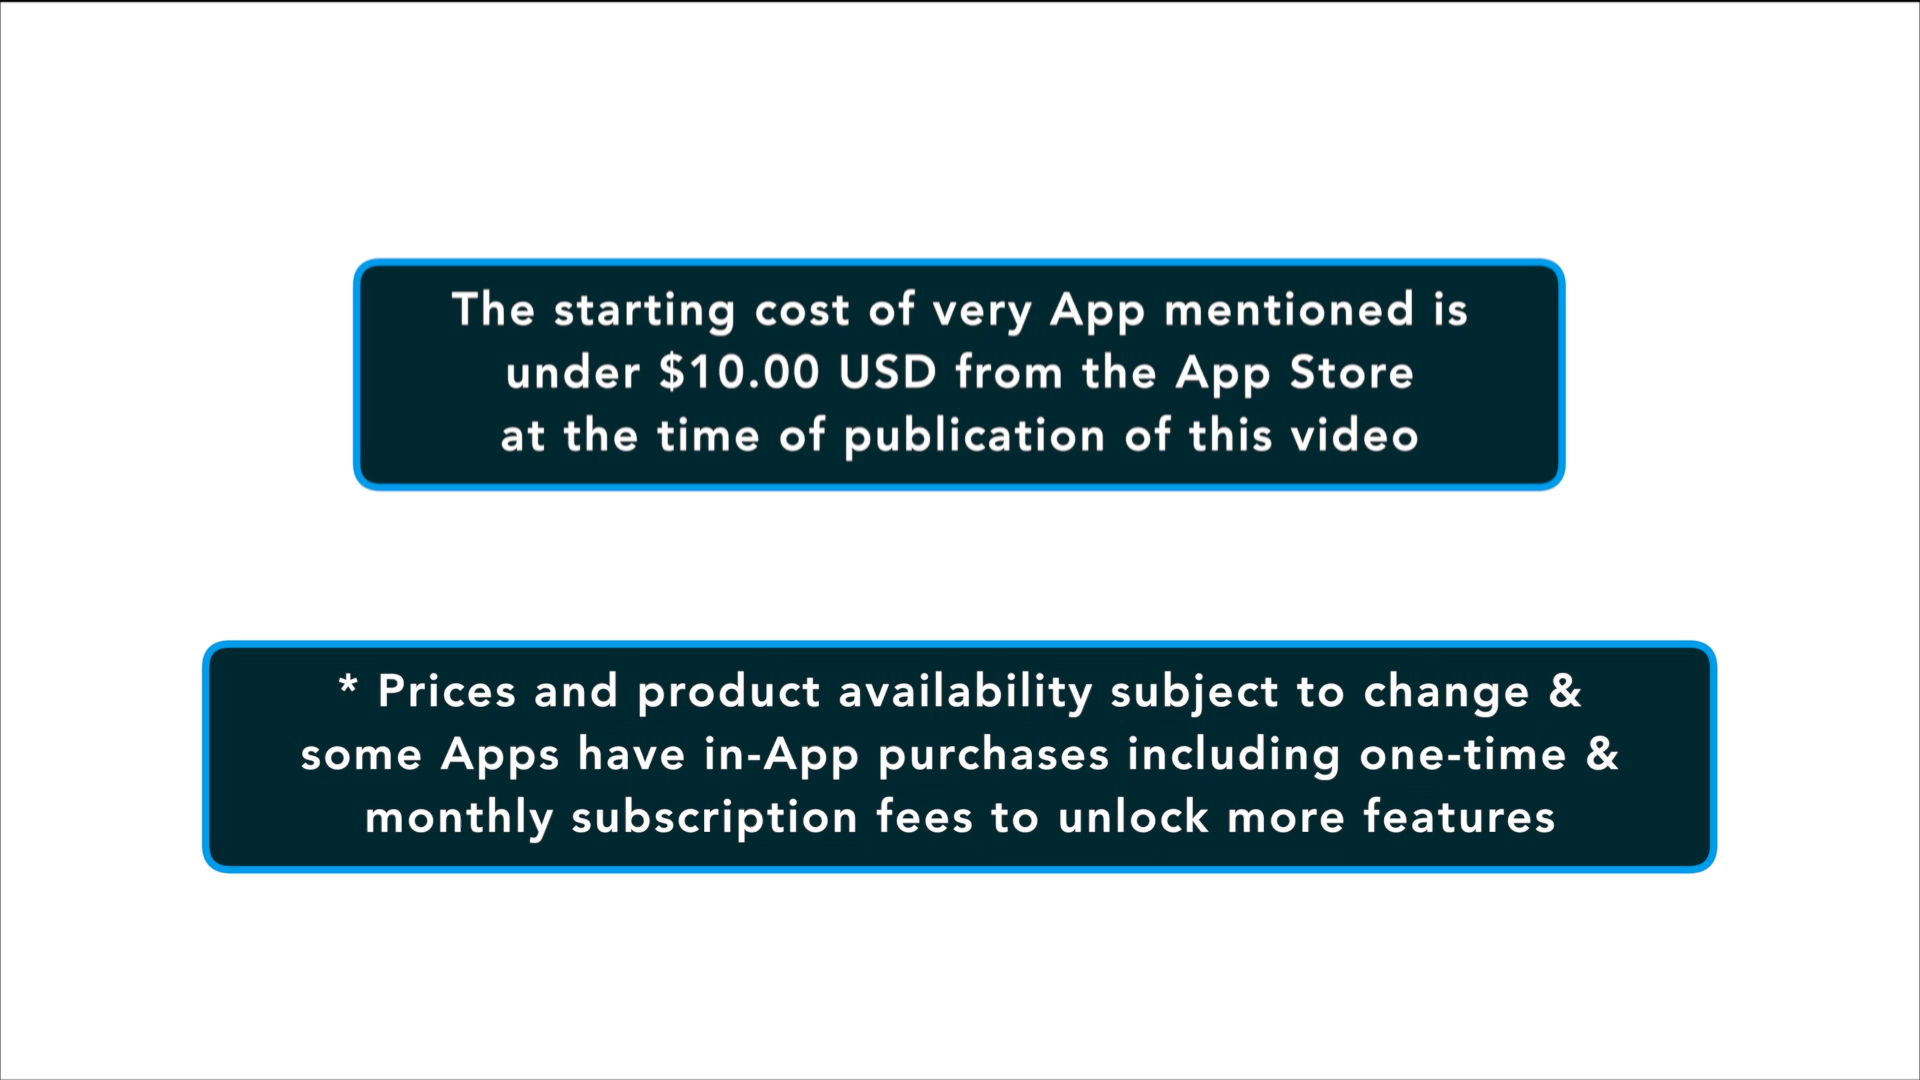 The starting cost of very App mentioned is
under $10.00 USD from the App Store
at the time of publication of this video
* Prices and product availability subject to change &
some Apps have in-App purchases including one-time &
monthly subscription fees to unlock more features